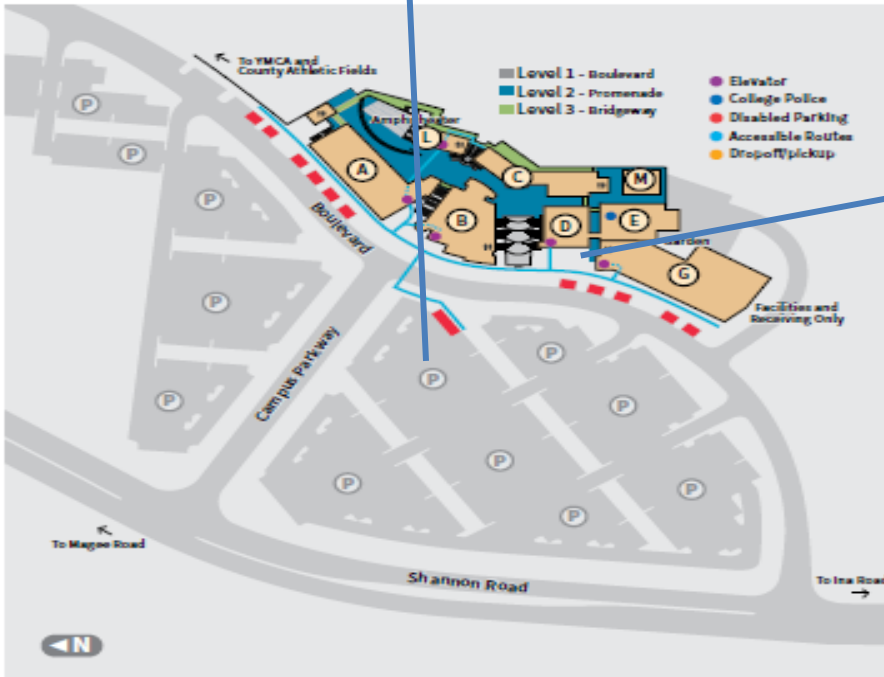 To YMCA and
County Athletic Fields
Level 1 - Boulevard
Level 2 - Promenade
Level 3 - Bridgeway
Elevator
College Police
Disabled Parking
Accessible Routes
Dropoff/pickup
P
P
Amphitheater
L
A
C
M
P
B
D
E
Boulevard
Garden
G
P
Facilities and
Receiving Only
Campus Parkway
P
P
P
P
P
P
P
P
To Magee Road
Shannon Road
To Ina Road
N